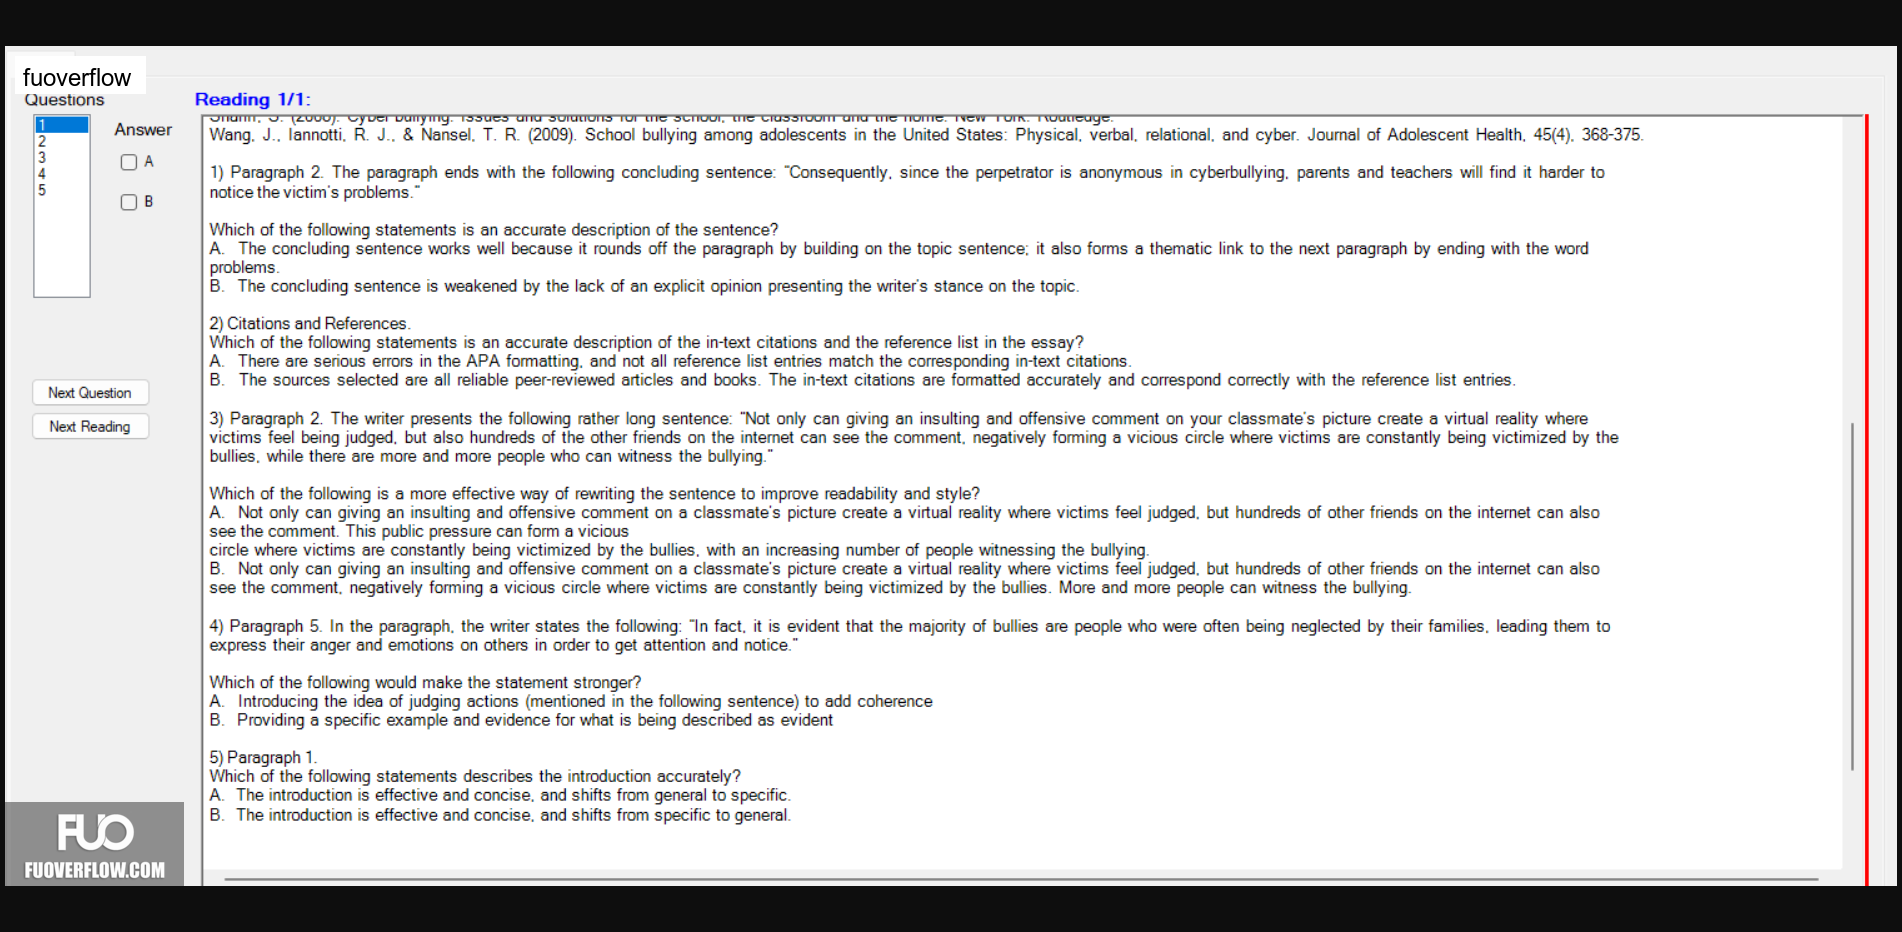 fuoverflow
Questions
Reading 1/1:
1
2
3
4
5
Answer
A
B
Next Question
Next Reading
Shariff, S. (2008). Cyber bullying: Issues and solutions for the school, the classroom and the home. New York: Routledge.
Wang, J., Iannotti, R. J., & Nansel, T. R. (2009). School bullying among adolescents in the United States: Physical, verbal, relational, and cyber. Journal of Adolescent Health, 45(4), 368-375.
1) Paragraph 2. The paragraph ends with the following concluding sentence: "Consequently, since the perpetrator is anonymous in cyberbullying, parents and teachers will find it harder to
notice the victim's problems."
Which of the following statements is an accurate description of the sentence?
A. The concluding sentence works well because it rounds off the paragraph by building on the topic sentence; it also forms a thematic link to the next paragraph by ending with the word
problems.
B. The concluding sentence is weakened by the lack of an explicit opinion presenting the writer's stance on the topic.
2) Citations and References.
Which of the following statements is an accurate description of the in-text citations and the reference list in the essay?
A. There are serious errors in the APA formatting, and not all reference list entries match the corresponding in-text citations.
B. The sources selected are all reliable peer-reviewed articles and books. The in-text citations are formatted accurately and correspond correctly with the reference list entries.
3) Paragraph 2. The writer presents the following rather long sentence: "Not only can giving an insulting and offensive comment on your classmate's picture create a virtual reality where
victims feel being judged, but also hundreds of the other friends on the internet can see the comment, negatively forming a vicious circle where victims are constantly being victimized by the
bullies, while there are more and more people who can witness the bullying."
Which of the following is a more effective way of rewriting the sentence to improve readability and style?
A. Not only can giving an insulting and offensive comment on a classmate's picture create a virtual reality where victims feel judged, but hundreds of other friends on the internet can also
see the comment. This public pressure can form a vicious
circle where victims are constantly being victimized by the bullies, with an increasing number of people witnessing the bullying.
B. Not only can giving an insulting and offensive comment on a classmate's picture create a virtual reality where victims feel judged, but hundreds of other friends on the internet can also
see the comment, negatively forming a vicious circle where victims are constantly being victimized by the bullies. More and more people can witness the bullying.
4) Paragraph 5. In the paragraph, the writer states the following: "In fact, it is evident that the majority of bullies are people who were often being neglected by their families, leading them to
express their anger and emotions on others in order to get attention and notice."
Which of the following would make the statement stronger?
A. Introducing the idea of judging actions (mentioned in the following sentence) to add coherence
B. Providing a specific example and evidence for what is being described as evident
5) Paragraph 1.
Which of the following statements describes the introduction accurately?
A. The introduction is effective and concise, and shifts from general to specific.
B. The introduction is effective and concise, and shifts from specific to general.
FUO
FUOVERFLOW.COM